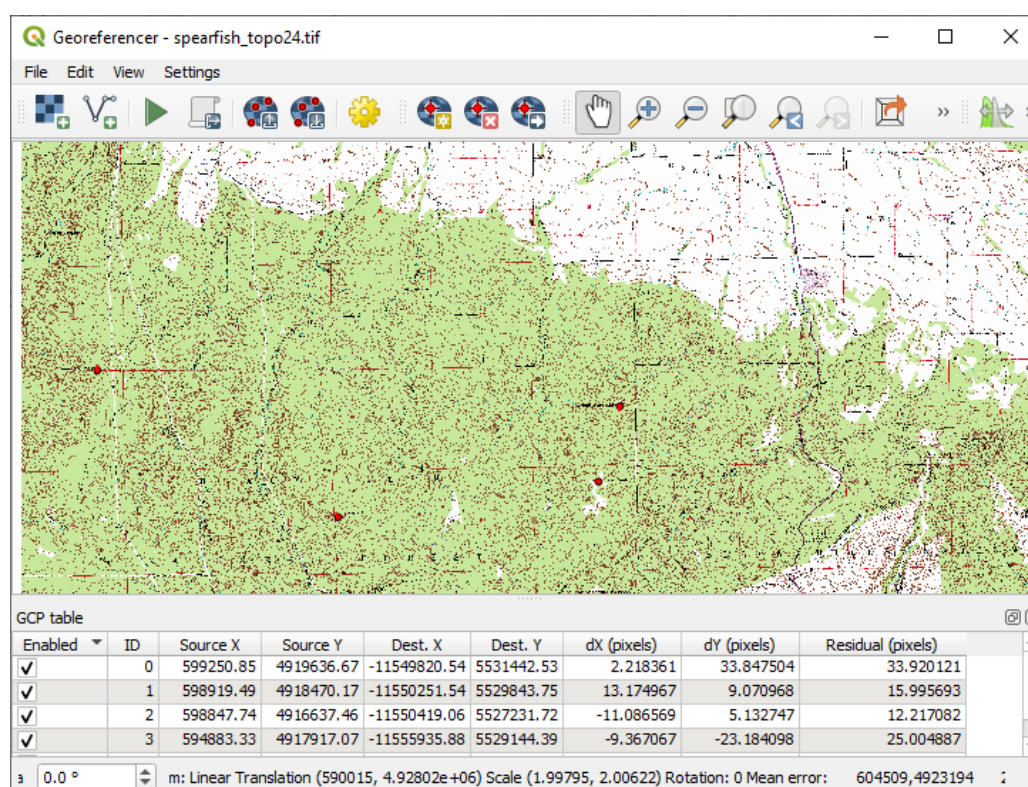 Georeferencer - spearfish_topo24.tif
File Edit View Settings
»
GCP table
Enabled ID Source X Source Y Dest. X Dest. Y dX (pixels) dY (pixels) Residual (pixels)
0 599250.85 4919636.67 -11549820.54 5531442.53 2.218361 33.847504 33.920121
1 598919.49 4918470.17 -11550251.54 5529843.75 13.174967 9.070968 15.995693
2 598847.74 4916637.46 -11550419.06 5527231.72 -11.086569 5.132747 12.217082
3 594883.33 4917917.07 -11555935.88 5529144.39 -9.367067 -23.184098 25.004887
0.0 ° m: Linear Translation (590015, 4.92802e+06) Scale (1.99795, 2.00622) Rotation: 0 Mean error: 604509,4923194